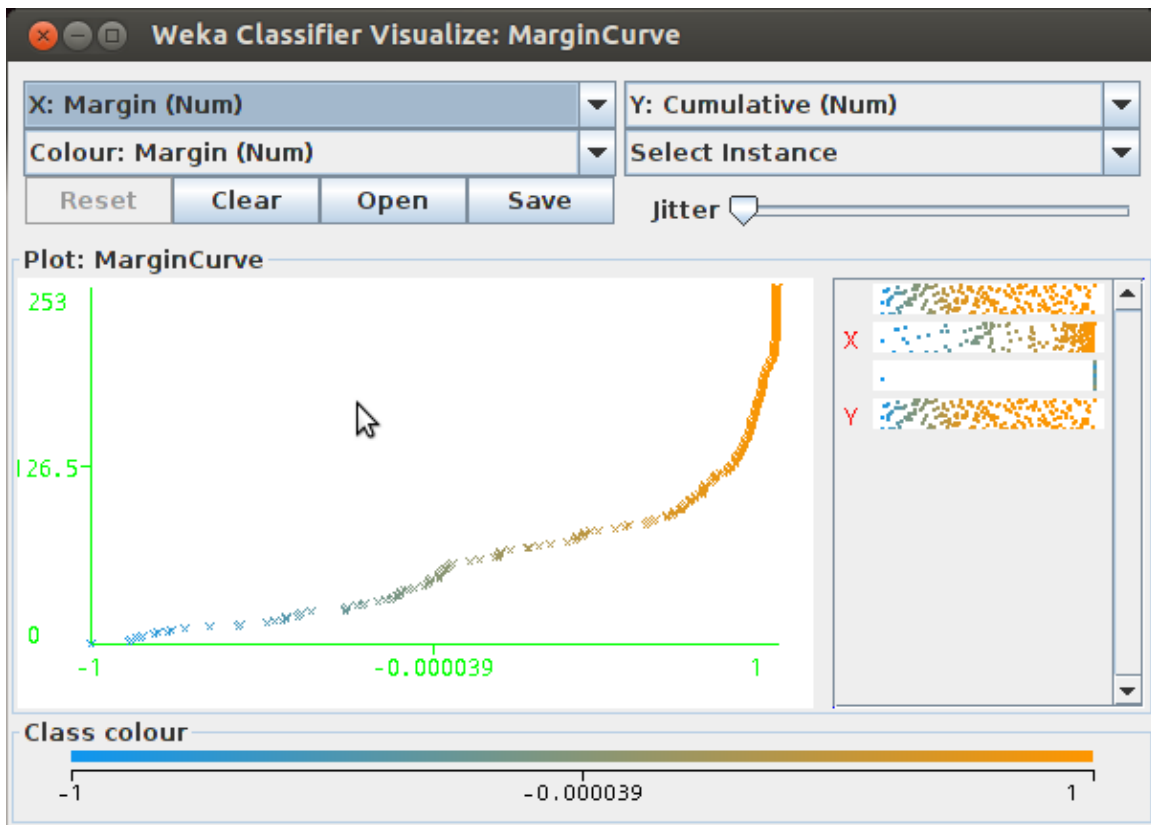 Weka Classifier Visualize: MarginCurve
X: Margin (Num)
Y: Cumulative (Num)
Colour: Margin (Num)
Select Instance
Reset
Clear
Open
Save
Jitter
Plot: MarginCurve
253
126.5
0
-1
-0.000039
1
X
Y
Class colour
-1
-0.000039
1